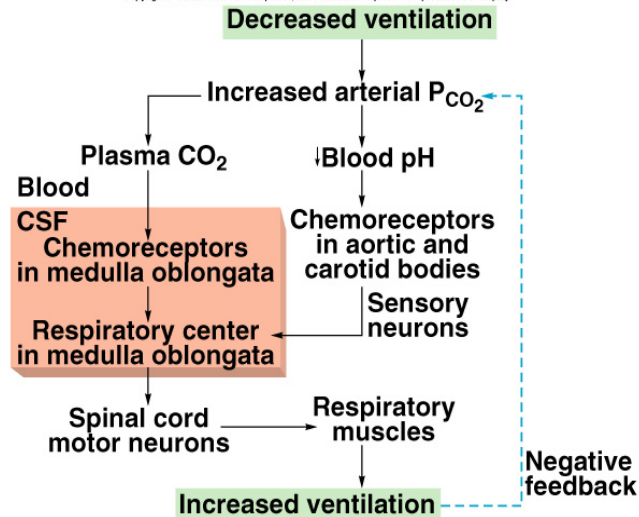 Decreased ventilation
Increased arterial PCO2
Plasma CO2
↓Blood pH
Blood
CSF
Chemoreceptors
in medulla oblongata
Chemoreceptors
in aortic and
carotid bodies
Sensory
neurons
Respiratory center
in medulla oblongata
Spinal cord
motor neurons
Respiratory
muscles
Negative
feedback
Increased ventilation